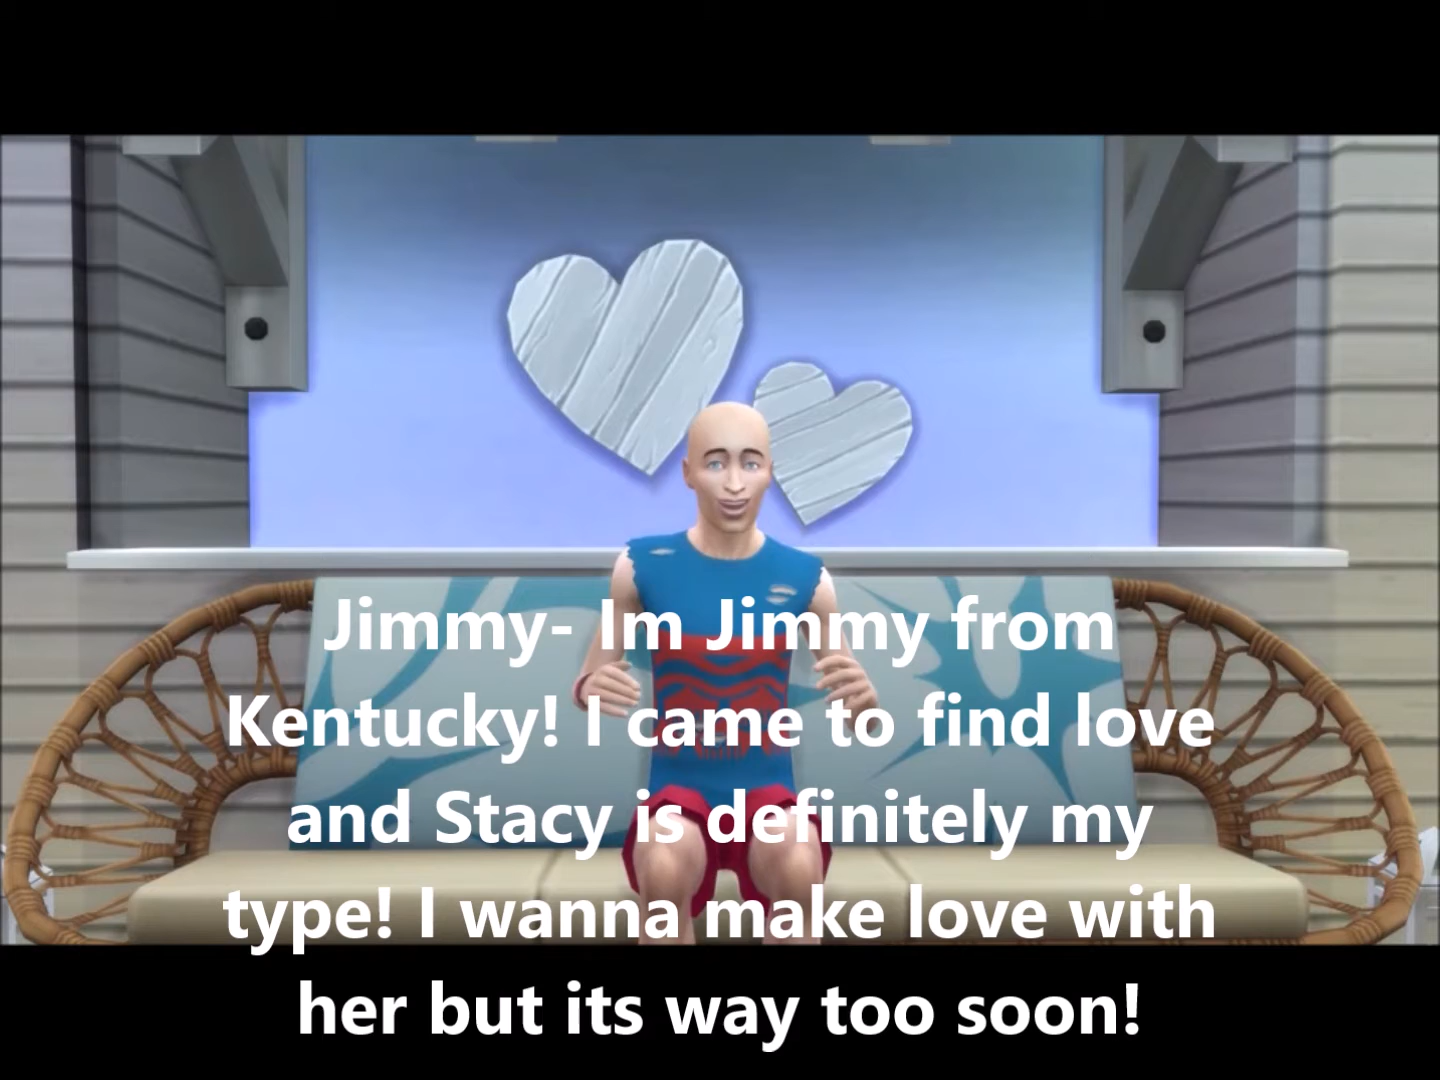 Jimmy- Im Jimmy from
Kentucky! I came to find love
and Stacy is definitely my
type! I wanna make love with
her but its way too soon!